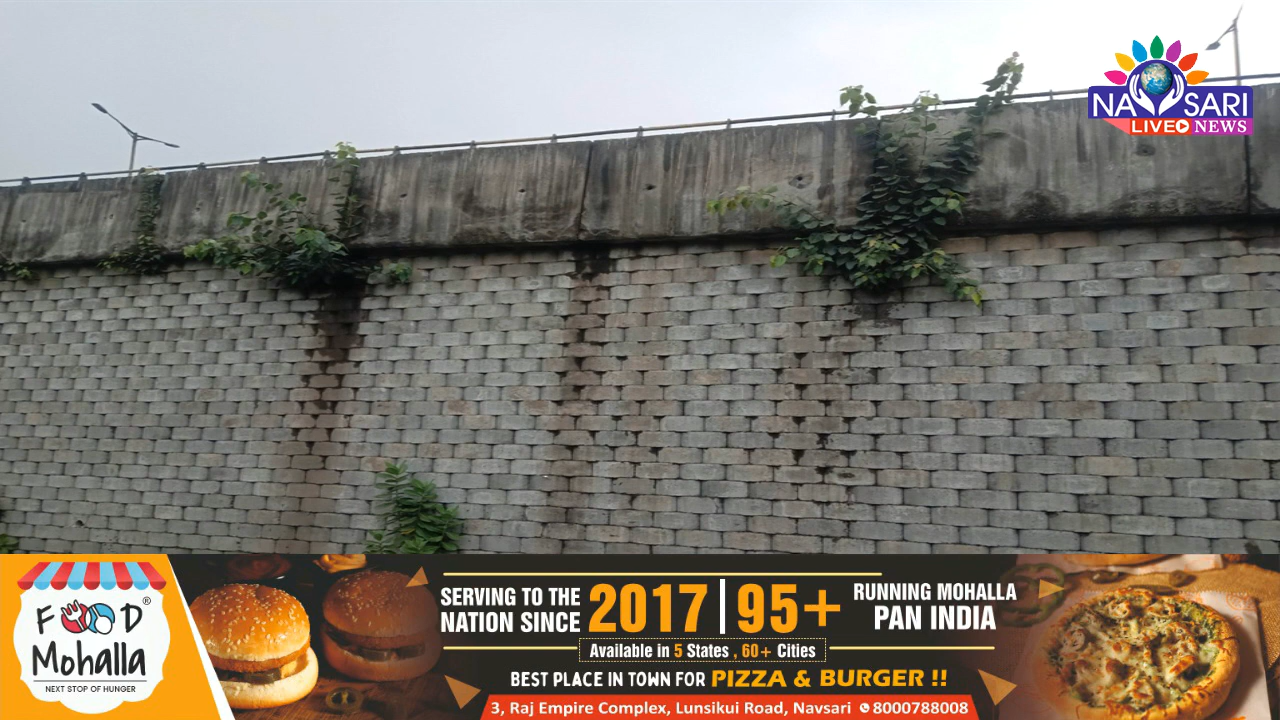 NAVSARI
LIVE NEWS
FOOD ®
Mohalla
NEXT STOP OF HUNGER
SERVING TO THE
NATION SINCE
2017 | 95+
RUNNING MOHALLA
PAN INDIA
Available in 5 States , 60+ Cities
BEST PLACE IN TOWN FOR PIZZA & BURGER !!
3, Raj Empire Complex, Lunsikui Road, Navsari 8000788008